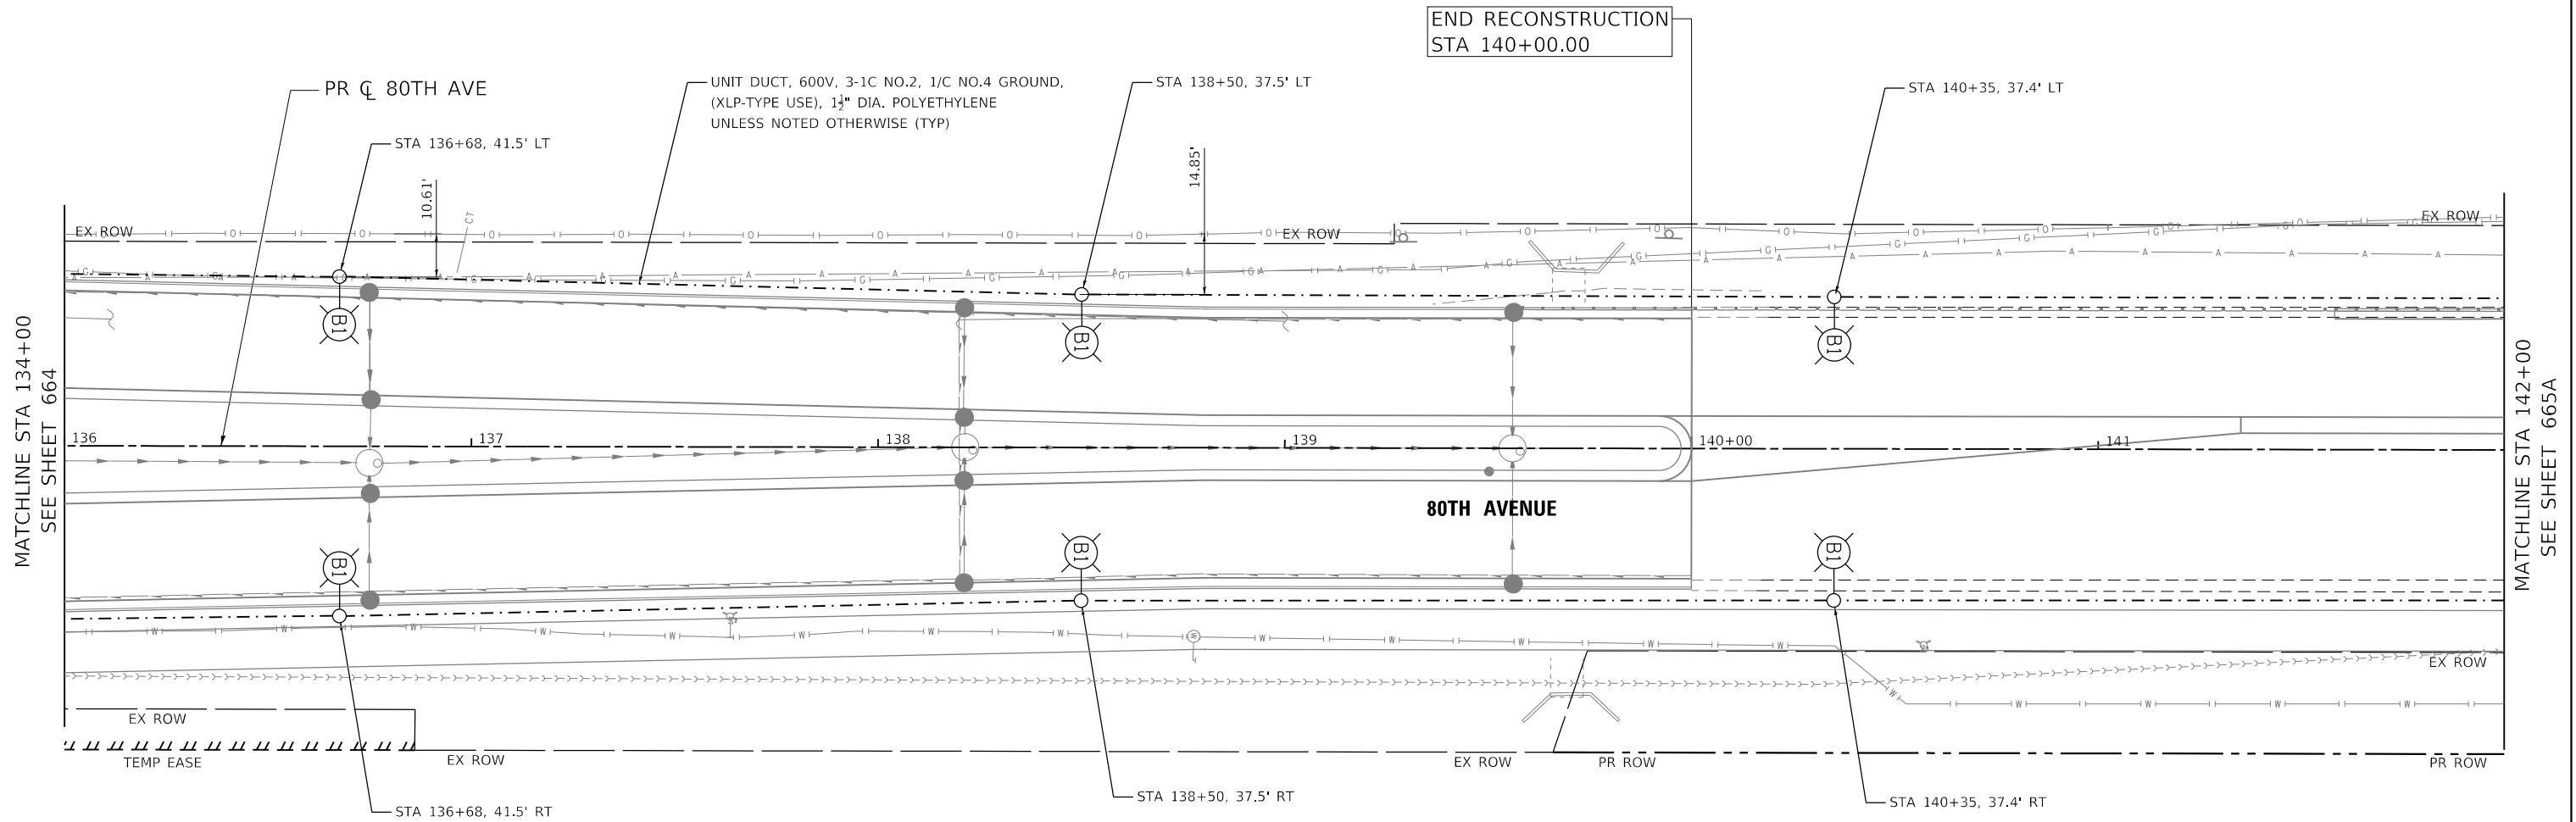 END RECONSTRUCTION
STA 140+00.00
PR ℄ 80TH AVE
UNIT DUCT, 600V, 3-1C NO.2, 1/C NO.4 GROUND,
(XLP-TYPE USE), 1½" DIA. POLYETHYLENE
UNLESS NOTED OTHERWISE (TYP)
STA 138+50, 37.5' LT
STA 140+35, 37.4' LT
STA 136+68, 41.5' LT
10.61'
14.85'
CT
EX ROW
EX ROW
EX ROW
B1
B1
B1
MATCHLINE STA 134+00
SEE SHEET 664
136
137
138
139
140+00
141
MATCHLINE STA 142+00
SEE SHEET 665A
80TH AVENUE
B1
B1
B1
EX ROW
EX ROW
TEMP EASE
EX ROW
EX ROW
PR ROW
PR ROW
STA 136+68, 41.5' RT
STA 138+50, 37.5' RT
STA 140+35, 37.4' RT